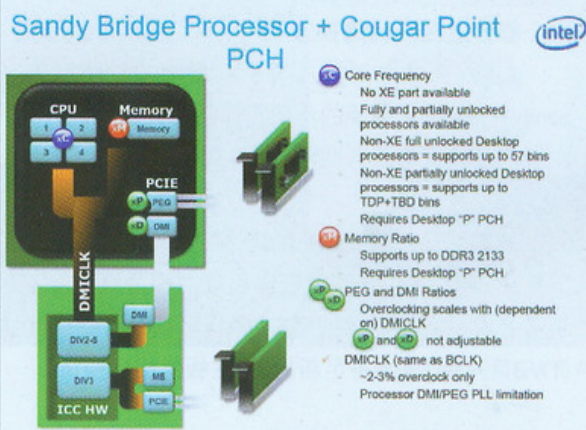 Sandy Bridge Processor + Cougar Point
PCH
intel
CPU
1
2
xC
3
4
Memory
xM
Memory
PCIE
xP
PEG
xD
DMI
DMICLK
DMI
DIV2-8
DIV3
MB
PCIE
ICC HW
xC Core Frequency
No XE part available
Fully and partially unlocked
processors available
Non-XE full unlocked Desktop
processors = supports up to 57 bins
Non-XE partially unlocked Desktop
processors = supports up to
TDP+TBD bins
Requires Desktop "P" PCH
xM Memory Ratio
Supports up to DDR3 2133
Requires Desktop "P" PCH
xP xD PEG and DMI Ratios
Overclocking scales with (dependent
on) DMICLK
xP and xD not adjustable
✓ DMICLK (same as BCLK)
~2-3% overclock only
Processor DMI/PEG PLL limitation